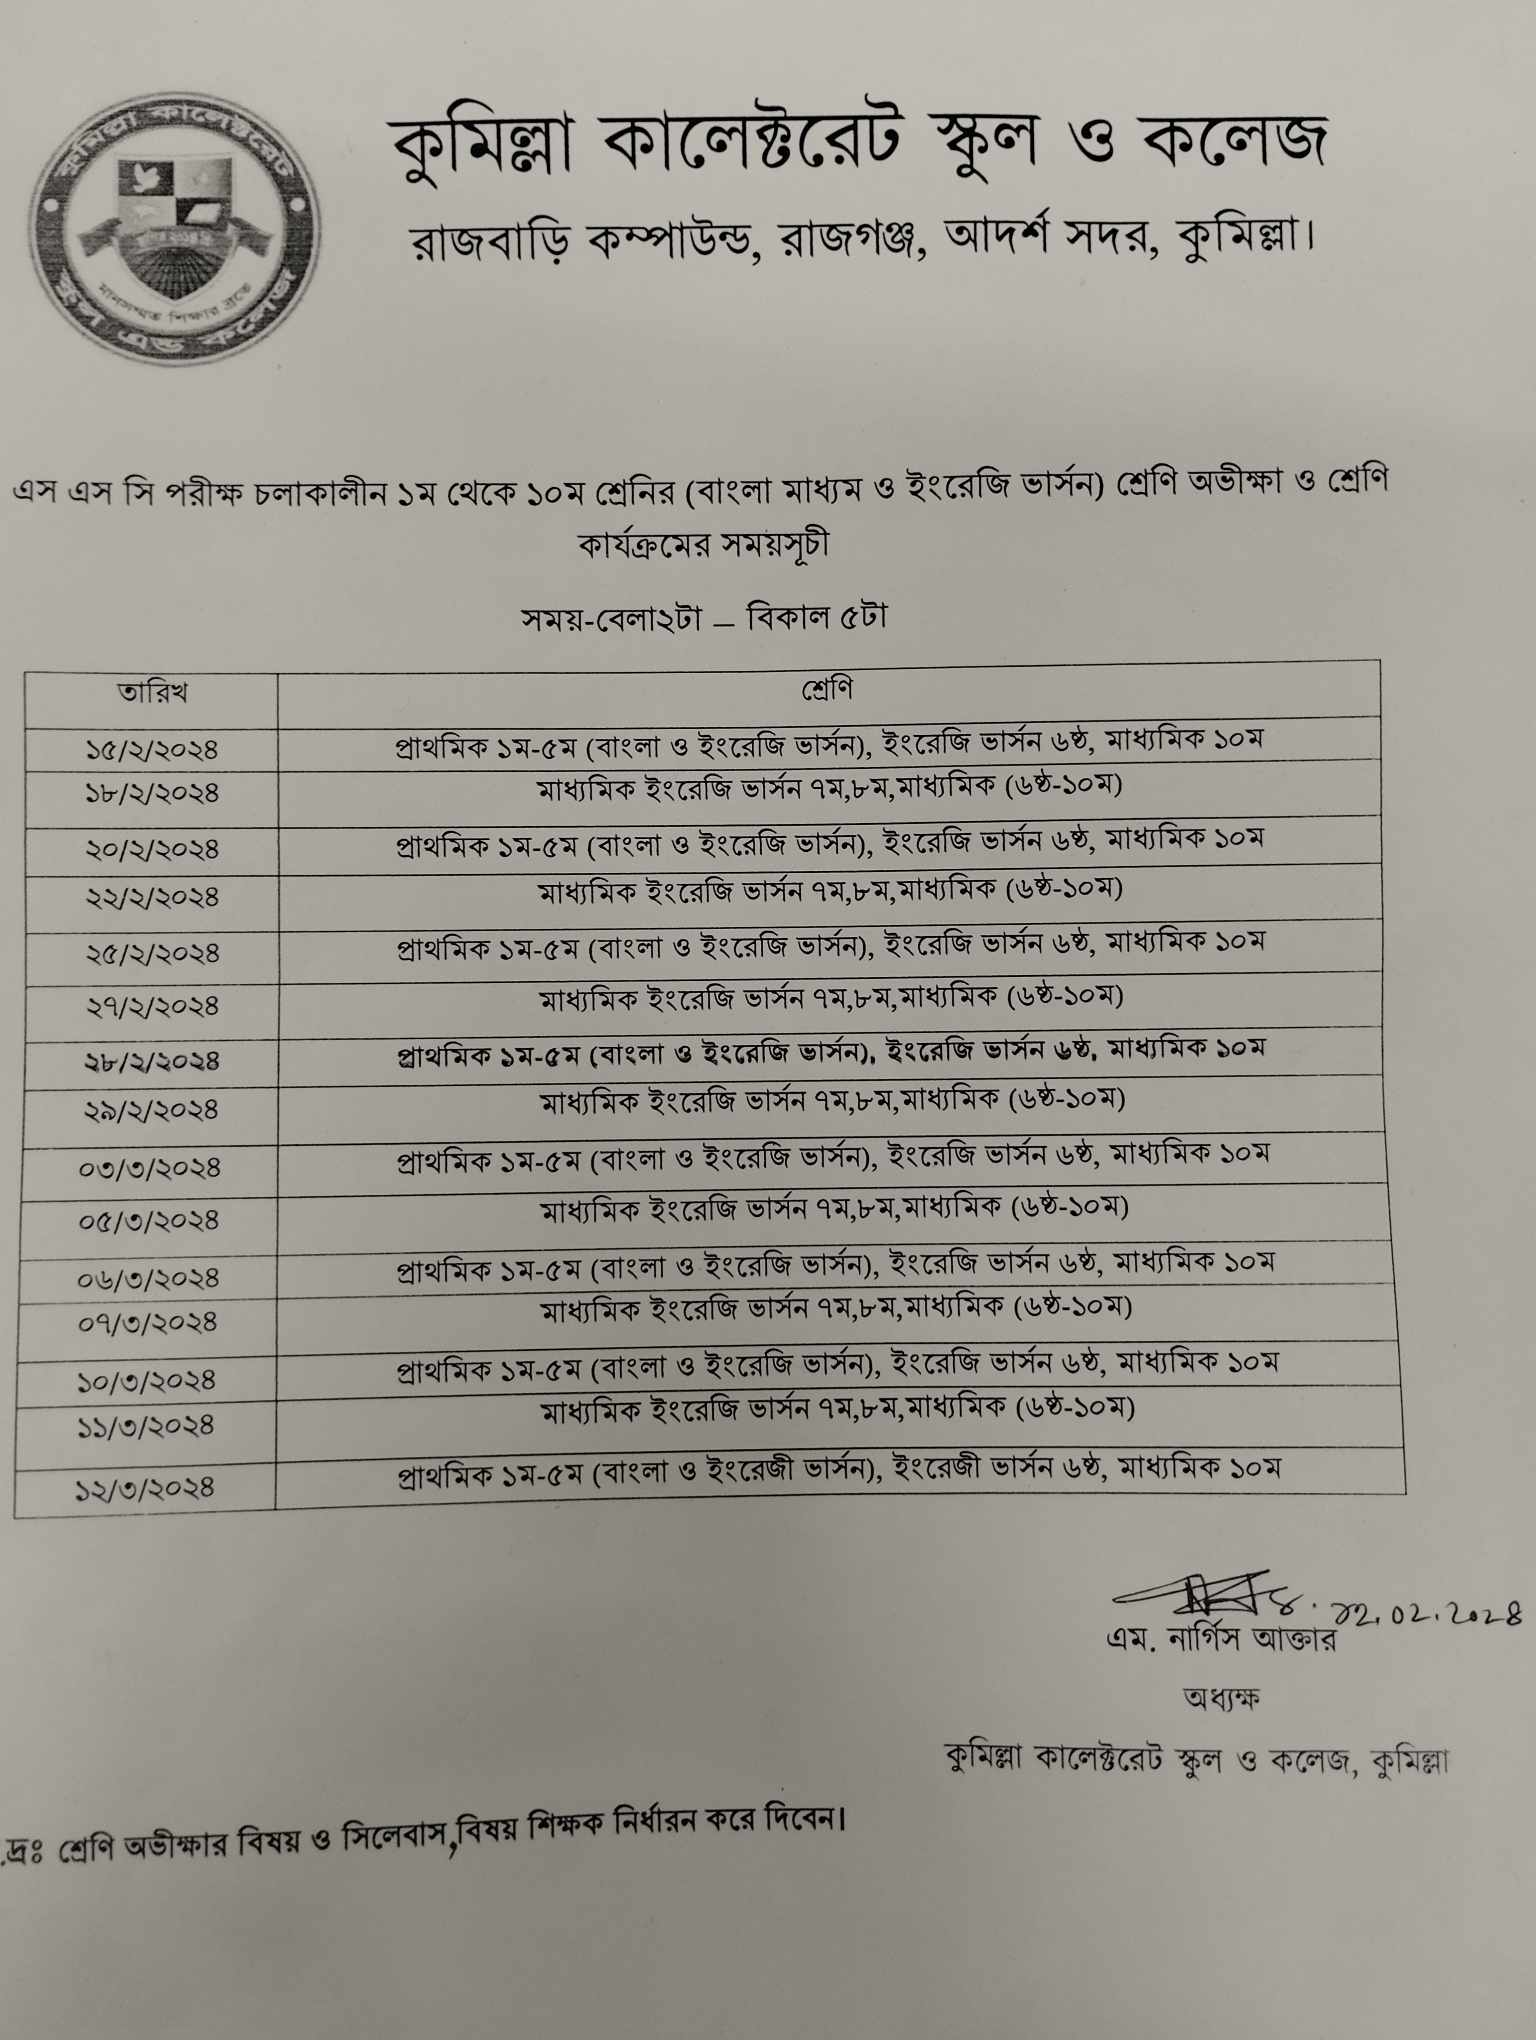 কুমিল্লা কালেক্টরেট
মানসম্মত শিক্ষার ব্রতে
স্কুল এন্ড কলেজ
কুমিল্লা কালেক্টরেট স্কুল ও কলেজ
রাজবাড়ি কম্পাউন্ড, রাজগঞ্জ, আদর্শ সদর, কুমিল্লা।
এস এস সি পরীক্ষ চলাকালীন ১ম থেকে ১০ম শ্রেনির (বাংলা মাধ্যম ও ইংরেজি ভার্সন) শ্রেণি অভীক্ষা ও শ্রেণি
কার্যক্রমের সময়সূচী
সময়-বেলা২টা – বিকাল ৫টা
তারিখ শ্রেণি
১৫/২/২০২৪ প্রাথমিক ১ম-৫ম (বাংলা ও ইংরেজি ভার্সন), ইংরেজি ভার্সন ৬ষ্ঠ, মাধ্যমিক ১০ম
১৮/২/২০২৪ মাধ্যমিক ইংরেজি ভার্সন ৭ম,৮ম,মাধ্যমিক (৬ষ্ঠ-১০ম)
২০/২/২০২৪ প্রাথমিক ১ম-৫ম (বাংলা ও ইংরেজি ভার্সন), ইংরেজি ভার্সন ৬ষ্ঠ, মাধ্যমিক ১০ম
২২/২/২০২৪ মাধ্যমিক ইংরেজি ভার্সন ৭ম,৮ম,মাধ্যমিক (৬ষ্ঠ-১০ম)
২৫/২/২০২৪ প্রাথমিক ১ম-৫ম (বাংলা ও ইংরেজি ভার্সন), ইংরেজি ভার্সন ৬ষ্ঠ, মাধ্যমিক ১০ম
২৭/২/২০২৪ মাধ্যমিক ইংরেজি ভার্সন ৭ম,৮ম,মাধ্যমিক (৬ষ্ঠ-১০ম)
২৮/২/২০২৪ প্রাথমিক ১ম-৫ম (বাংলা ও ইংরেজি ভার্সন), ইংরেজি ভার্সন ৬ষ্ঠ, মাধ্যমিক ১০ম
২৯/২/২০২৪ মাধ্যমিক ইংরেজি ভার্সন ৭ম,৮ম,মাধ্যমিক (৬ষ্ঠ-১০ম)
০৩/৩/২০২৪ প্রাথমিক ১ম-৫ম (বাংলা ও ইংরেজি ভার্সন), ইংরেজি ভার্সন ৬ষ্ঠ, মাধ্যমিক ১০ম
০৫/৩/২০২৪ মাধ্যমিক ইংরেজি ভার্সন ৭ম,৮ম,মাধ্যমিক (৬ষ্ঠ-১০ম)
০৬/৩/২০২৪ প্রাথমিক ১ম-৫ম (বাংলা ও ইংরেজি ভার্সন), ইংরেজি ভার্সন ৬ষ্ঠ, মাধ্যমিক ১০ম
০৭/৩/২০২৪ মাধ্যমিক ইংরেজি ভার্সন ৭ম,৮ম,মাধ্যমিক (৬ষ্ঠ-১০ম)
১০/৩/২০২৪ প্রাথমিক ১ম-৫ম (বাংলা ও ইংরেজি ভার্সন), ইংরেজি ভার্সন ৬ষ্ঠ, মাধ্যমিক ১০ম
১১/৩/২০২৪ মাধ্যমিক ইংরেজি ভার্সন ৭ম,৮ম,মাধ্যমিক (৬ষ্ঠ-১০ম)
১২/৩/২০২৪ প্রাথমিক ১ম-৫ম (বাংলা ও ইংরেজী ভার্সন), ইংরেজী ভার্সন ৬ষ্ঠ, মাধ্যমিক ১০ম
এম. নার্গিস আক্তার
অধ্যক্ষ
কুমিল্লা কালেক্টরেট স্কুল ও কলেজ, কুমিল্লা
.দ্রঃ শ্রেণি অভীক্ষার বিষয় ও সিলেবাস,বিষয় শিক্ষক নির্ধারন করে দিবেন।